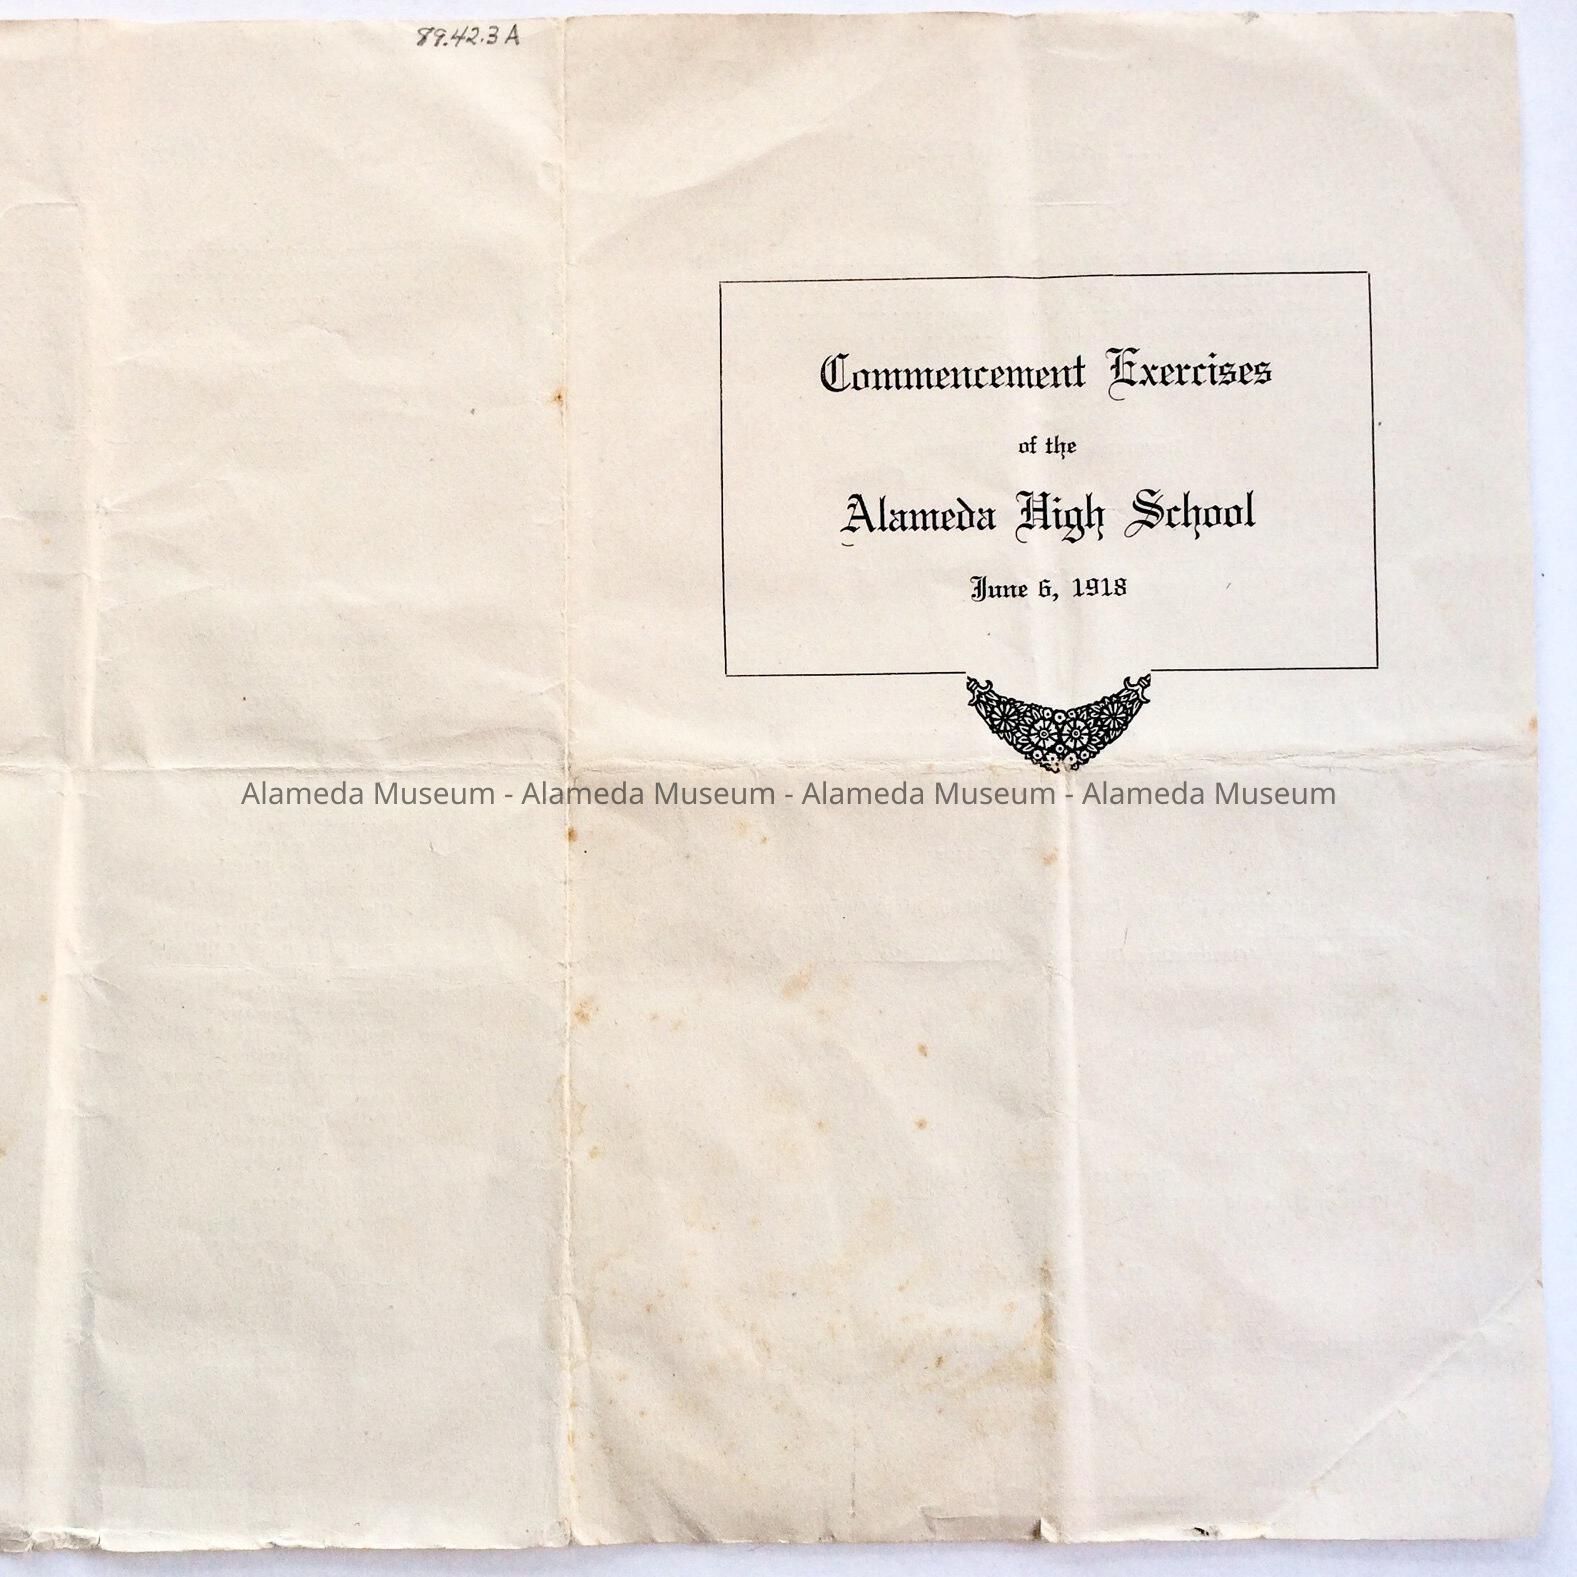 89.42.3A
Commencement Exercises
of the
Alameda High School
June 6, 1918
Alameda Museum - Alameda Museum - Alameda Museum - Alameda Museum